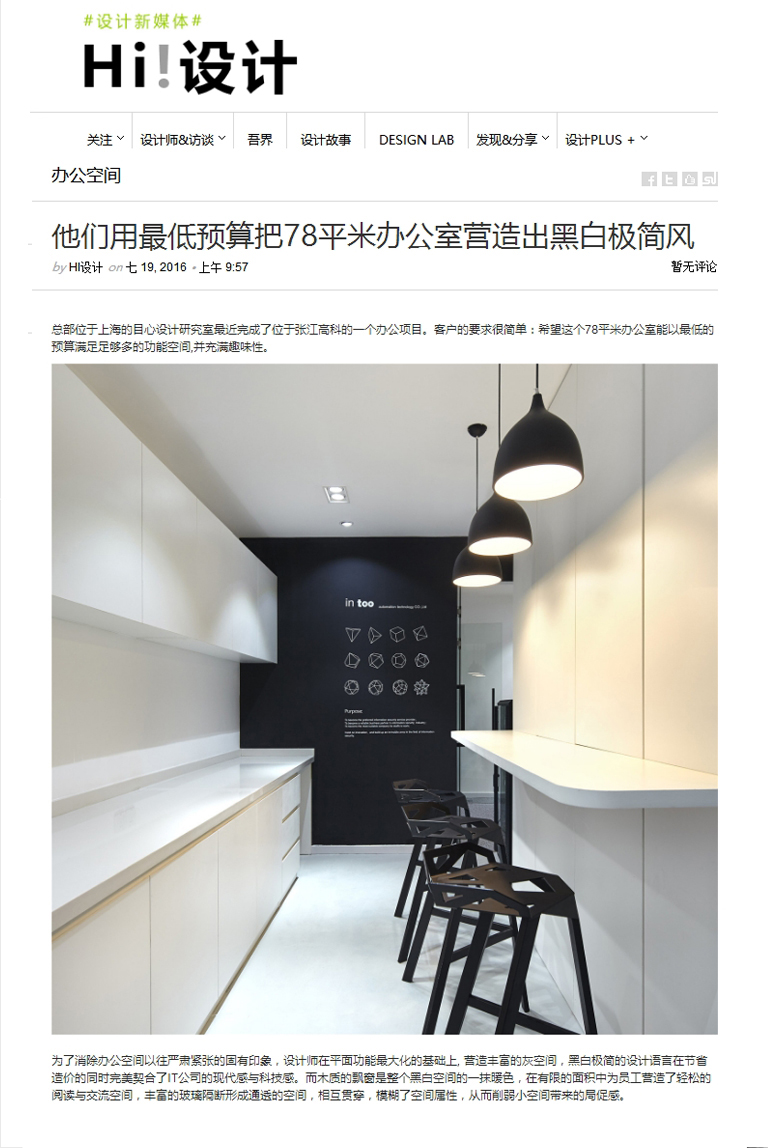 #设计新媒体#
Hi!设计
关注
设计师&访谈
吾界
设计故事
DESIGN LAB
发现&分享
设计PLUS +
办公空间
他们用最低预算把78平米办公室营造出黑白极简风
by HI设计 on 七 19, 2016 • 上午 9:57
暂无评论
总部位于上海的目心设计研究室最近完成了位于张江高科的一个办公项目。客户的要求很简单：希望这个78平米办公室能以最低的
预算满足足够多的功能空间,并充满趣味性。
in too automation technology CO.,Ltd
Purpose:
为了消除办公空间以往严肃紧张的固有印象，设计师在平面功能最大化的基础上, 营造丰富的灰空间，黑白极简的设计语言在节省
造价的同时完美契合了IT公司的现代感与科技感。而木质的飘窗是整个黑白空间的一抹暖色，在有限的面积中为员工营造了轻松的
阅读与交流空间，丰富的玻璃隔断形成通透的空间，相互贯穿，模糊了空间属性，从而削弱小空间带来的局促感。